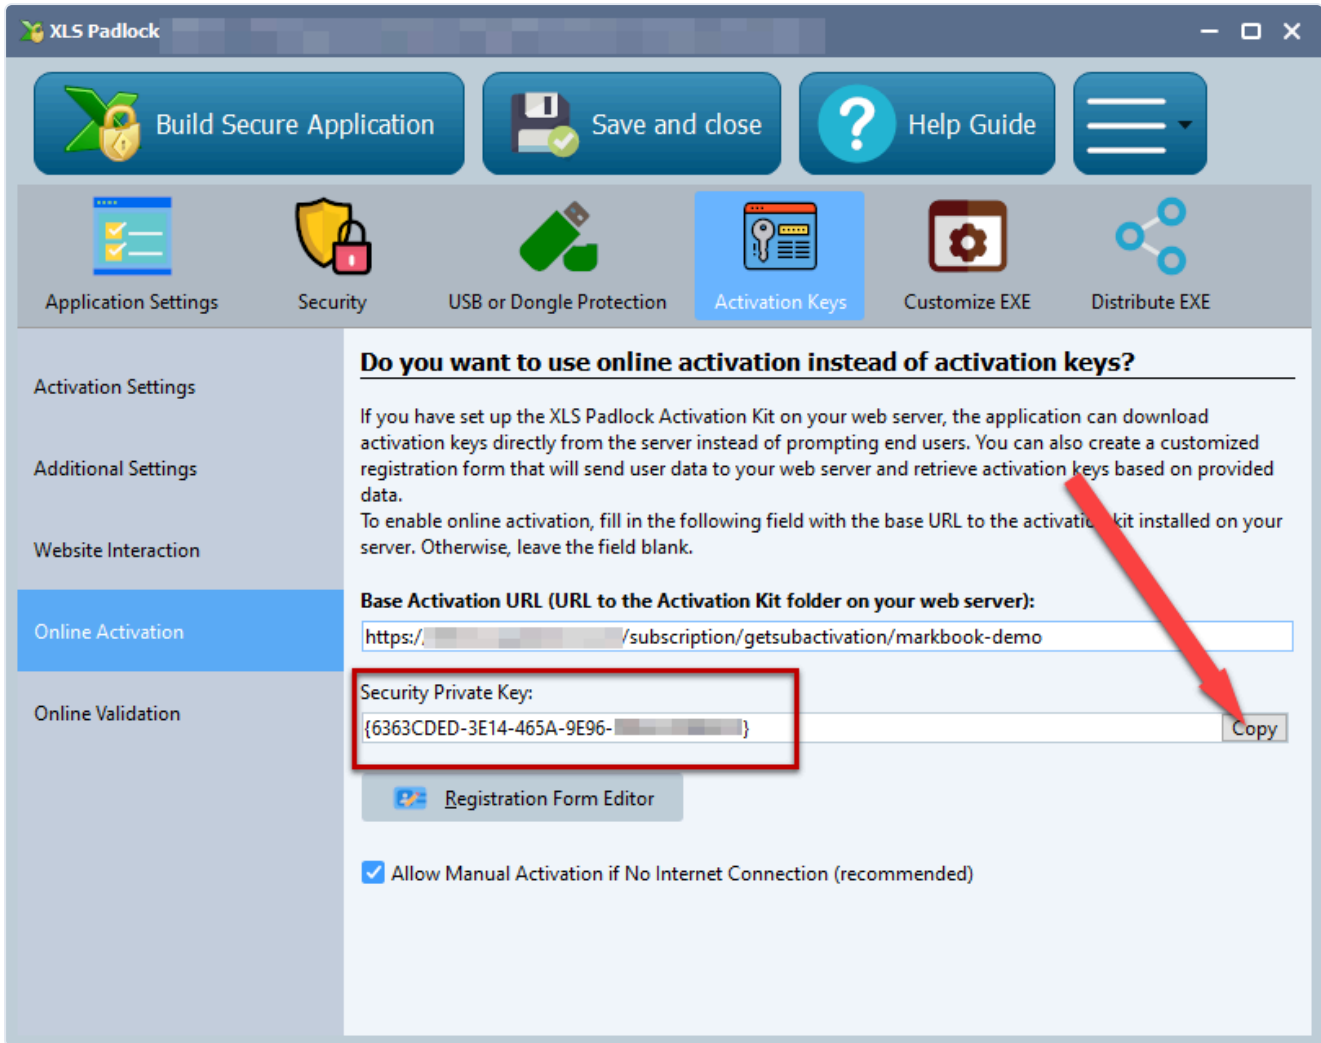 XLS Padlock
Build Secure Application
Save and close
Help Guide
Application Settings
Security
USB or Dongle Protection
Activation Keys
Customize EXE
Distribute EXE
Activation Settings
Additional Settings
Website Interaction
Online Activation
Online Validation
Do you want to use online activation instead of activation keys?
If you have set up the XLS Padlock Activation Kit on your web server, the application can download
activation keys directly from the server instead of prompting end users. You can also create a customized
registration form that will send user data to your web server and retrieve activation keys based on provided
data.
To enable online activation, fill in the following field with the base URL to the activation kit installed on your
server. Otherwise, leave the field blank.
Base Activation URL (URL to the Activation Kit folder on your web server):
https:/ /subscription/getsubactivation/markbook-demo
Security Private Key:
{6363CDED-3E14-465A-9E96- }
Copy
Registration Form Editor
Allow Manual Activation if No Internet Connection (recommended)